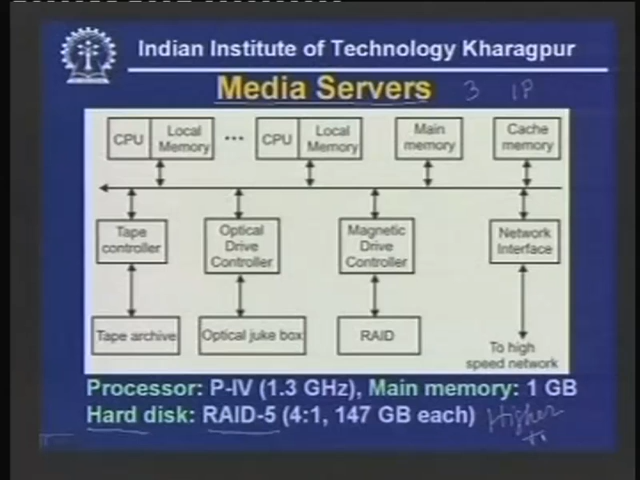 Indian Institute of Technology Kharagpur
Media Servers 3 1P
CPU Local Memory ... CPU Local Memory Main memory Cache memory
Tape controller Optical Drive Controller Magnetic Drive Controller Network Interface
Tape archive Optical juke box RAID To high speed network
Processor: P-IV (1.3 GHz), Main memory: 1 GB
Hard disk: RAID-5 (4:1, 147 GB each) Higher